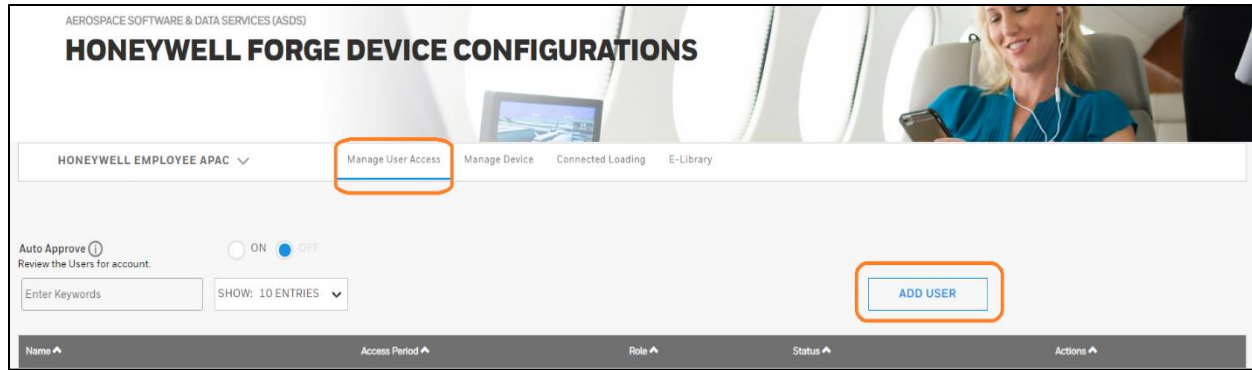 AEROSPACE SOFTWARE & DATA SERVICES (ASDS)
HONEYWELL FORGE DEVICE CONFIGURATIONS
HONEYWELL EMPLOYEE APAC
Manage User Access
Manage Device
Connected Loading
E-Library
Auto Approve
ON OFF
Review the Users for account.
Enter Keywords
SHOW: 10 ENTRIES
ADD USER
Name Access Period Role Status Actions